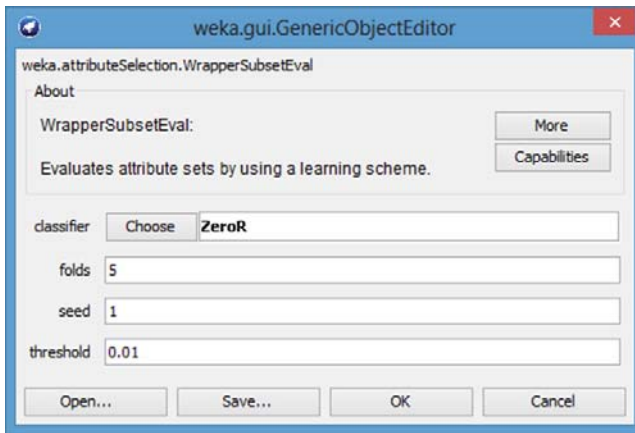 weka.gui.GenericObjectEditor
weka.attributeSelection.WrapperSubsetEval
About
WrapperSubsetEval:
More
Capabilities
Evaluates attribute sets by using a learning scheme.
classifier Choose ZeroR
folds 5
seed 1
threshold 0.01
Open... Save... OK Cancel